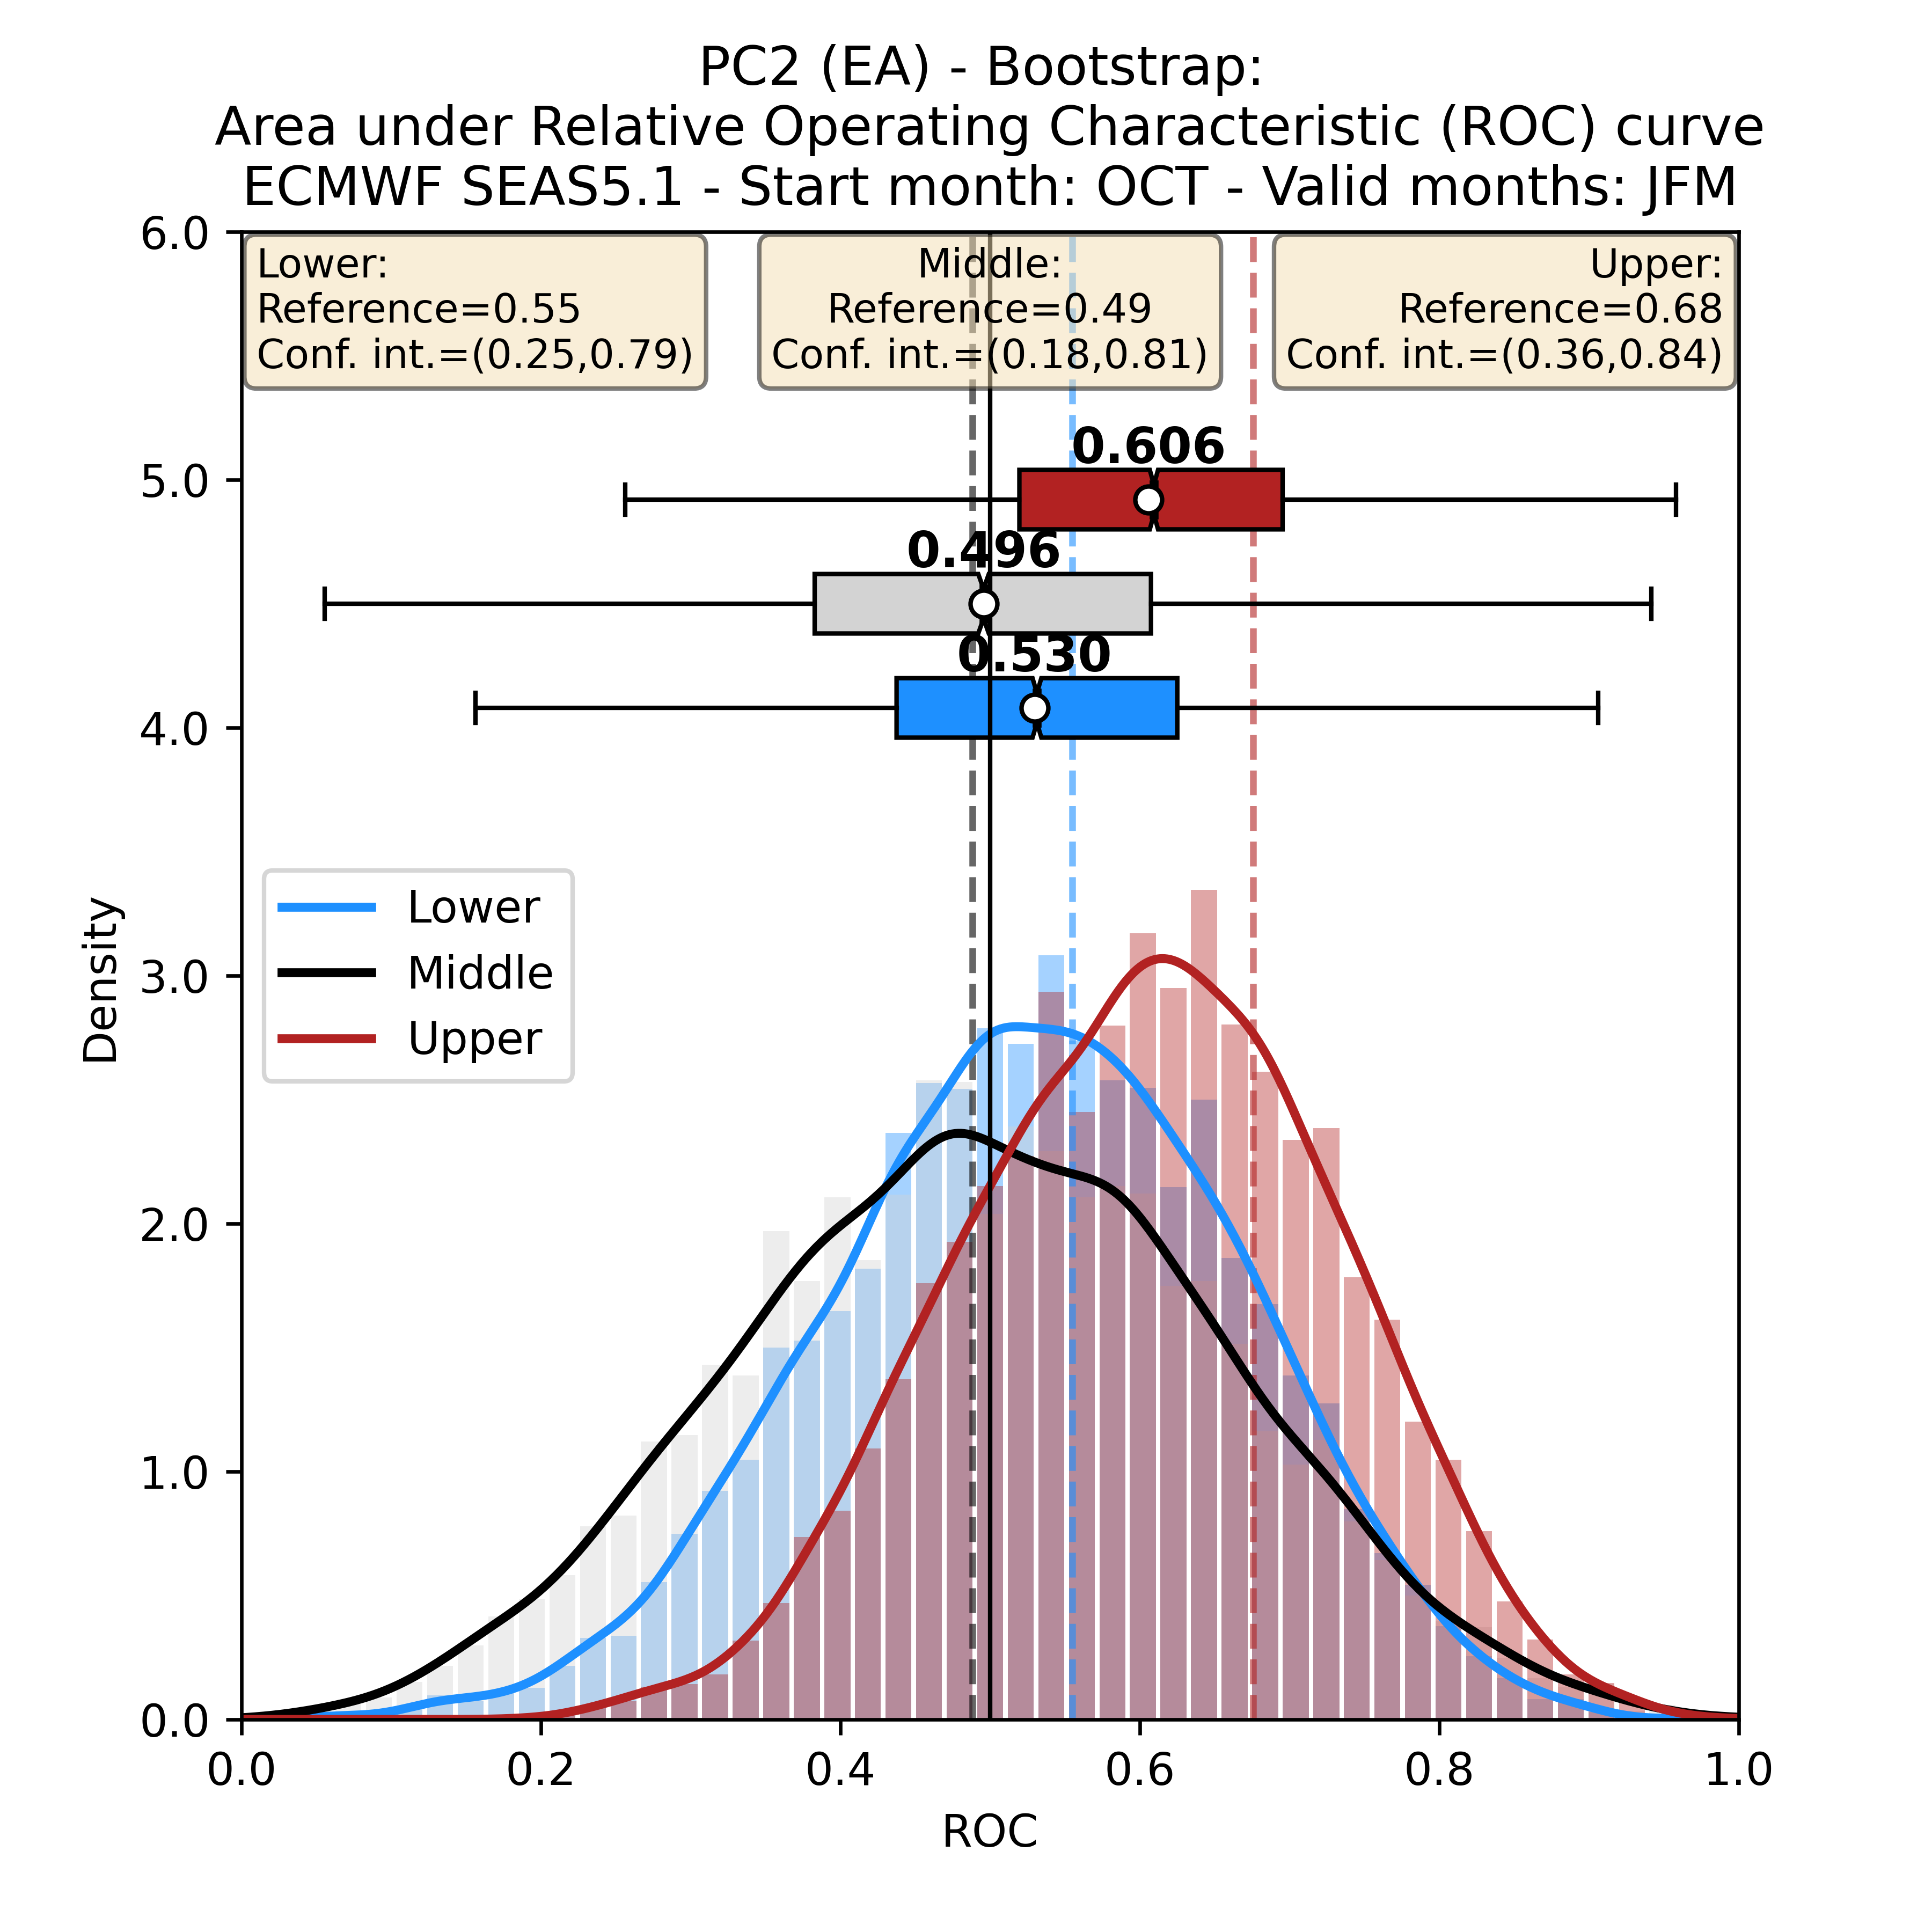 PC2 (EA) - Bootstrap:
Area under Relative Operating Characteristic (ROC) curve
ECMWF SEAS5.1 - Start month: OCT - Valid months: JFM
Lower:
Reference=0.55
Conf. int.=(0.25,0.79)
Middle:
Reference=0.49
Conf. int.=(0.18,0.81)
Upper:
Reference=0.68
Conf. int.=(0.36,0.84)
0.606
0.496
0.530
Lower
Middle
Upper
Density
6.0
5.0
4.0
3.0
2.0
1.0
0.0
0.0 0.2 0.4 0.6 0.8 1.0
ROC